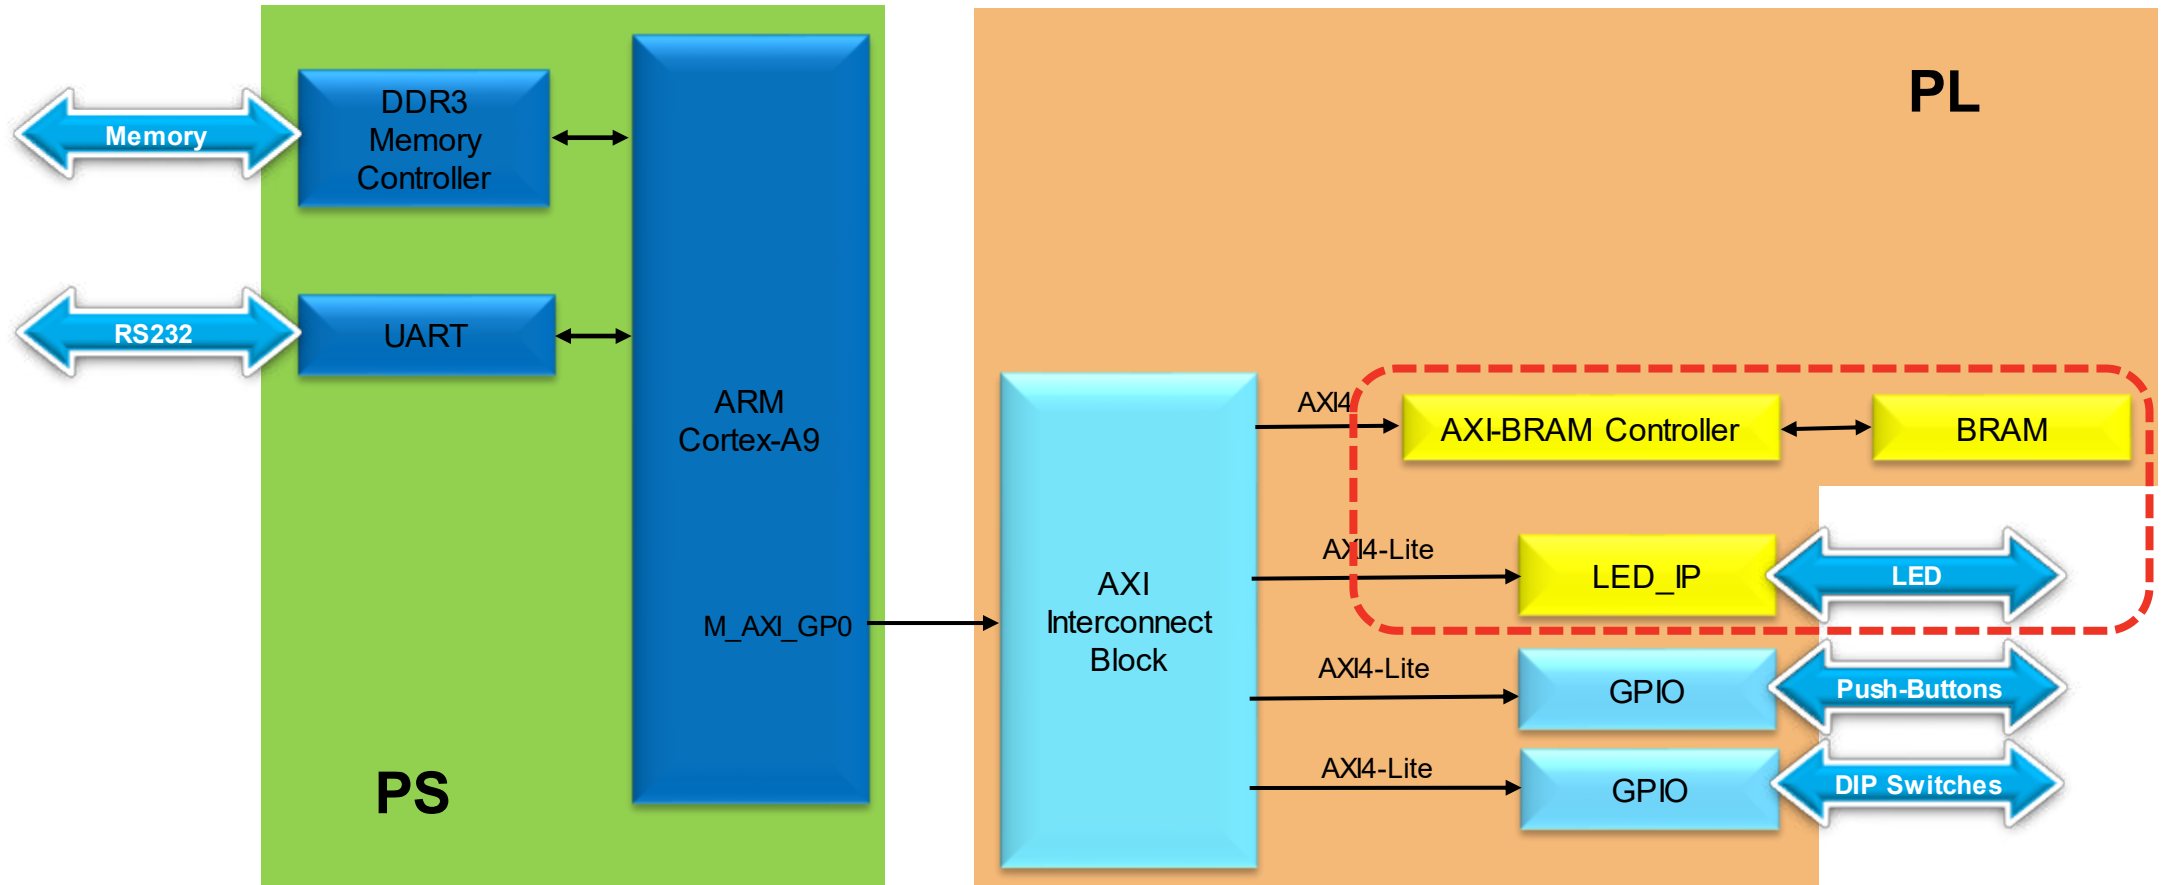 PL
DDR3
Memory
Controller
Memory
UART
RS232
ARM
Cortex-A9
M_AXI_GP0
PS
AXI
Interconnect
Block
AXI4
AXI-BRAM Controller
BRAM
AXI4-Lite
LED_IP
LED
AXI4-Lite
GPIO
Push-Buttons
AXI4-Lite
GPIO
DIP Switches